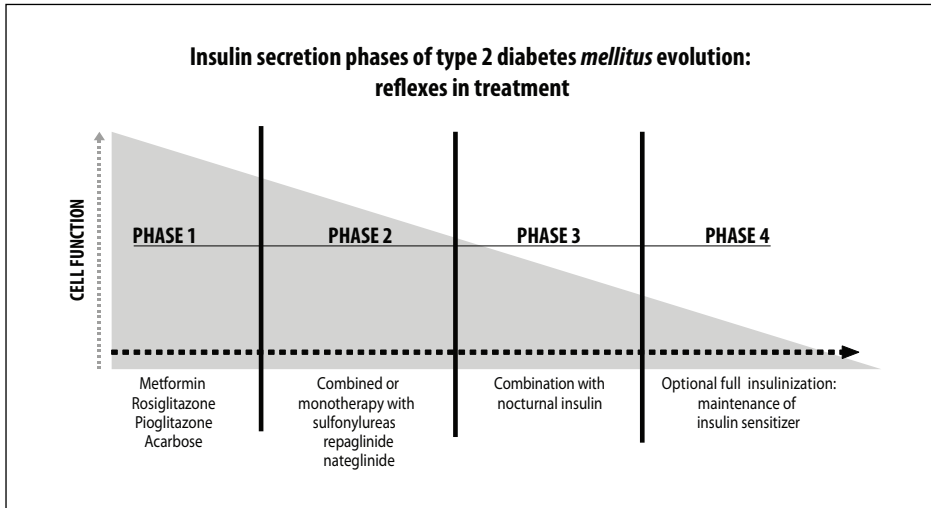 Insulin secretion phases of type 2 diabetes mellitus evolution:
reflexes in treatment
CELL FUNCTION
PHASE 1
PHASE 2
PHASE 3
PHASE 4
Metformin
Rosiglitazone
Pioglitazone
Acarbose
Combined or
monotherapy with
sulfonylureas
repaglinide
nateglinide
Combination with
nocturnal insulin
Optional full insulinization:
maintenance of
insulin sensitizer